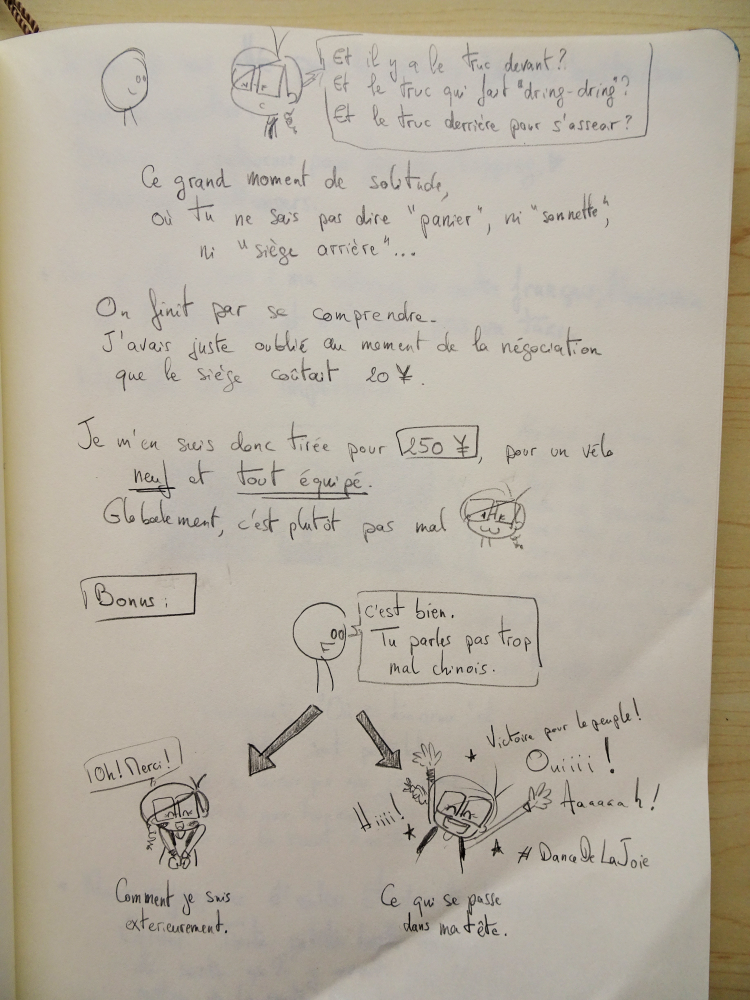 Et il y a le truc devant?
Et le truc qui fait "dring-dring"?
Et le truc derrière pour s'asseoir?
Ce grand moment de solitude,
où tu ne sais pas dire "panier", ni "sonnette",
ni "siège arrière"...
On finit par se comprendre.
J'avais juste oublié au moment de la négociation
que le siège coûtait 20 ¥.
Je m'en suis donc tirée pour 250 ¥, pour un vélo
neuf et tout équipé.
Globalement, c'est plutôt pas mal
Bonus :
C'est bien.
Tu parles pas trop
mal chinois.
Oh! Merci!
Victoire pour le peuple!
Ouiiii !
Hiiii!
Aaaaaah!
# DanceDeLaJoie
Comment je suis
exterieurement.
Ce qui se passe
dans ma tête.